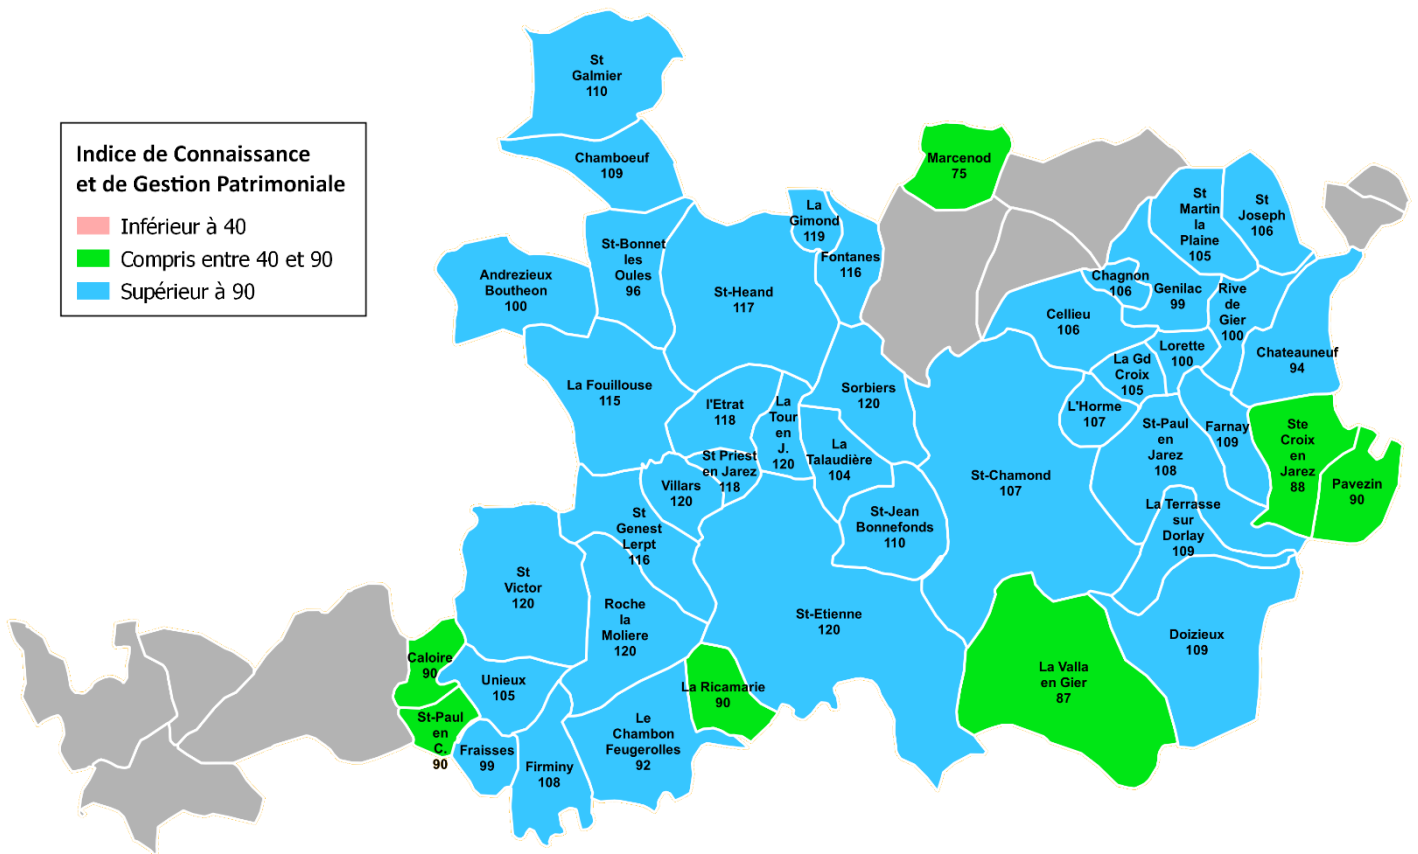 St
Galmier
110
Indice de Connaissance
et de Gestion Patrimoniale
Inférieur à 40
Compris entre 40 et 90
Supérieur à 90
Chamboeuf
109
Marcenod
75
La
Gimond
119
St
Martin
la
Plaine
105
St
Joseph
106
St-Bonnet
les
Oules
96
Fontanes
116
Andrezieux
Boutheon
100
St-Heand
117
Chagnon
106
Genilac
99
Rive
de
Gier
100
Cellieu
106
Lorette
100
Chateauneuf
94
La Gd
Croix
105
La Fouillouse
115
Sorbiers
120
l'Etrat
118
La
Tour
en
J.
120
L'Horme
107
St-Paul
en
Jarez
108
Farnay
109
Ste
Croix
en
Jarez
88
La
Talaudière
104
St Priest
en Jarez
118
Villars
120
St-Chamond
107
Pavezin
90
St
Genest
Lerpt
116
St-Jean
Bonnefonds
110
La Terrasse
sur
Dorlay
109
St
Victor
120
Roche
la
Moliere
120
St-Etienne
120
Doizieux
109
Caloire
90
Unieux
105
La Ricamarie
90
La Valla
en Gier
87
St-Paul
en
C.
90
Le
Chambon
Feugerolles
92
Fraisses
99
Firminy
108